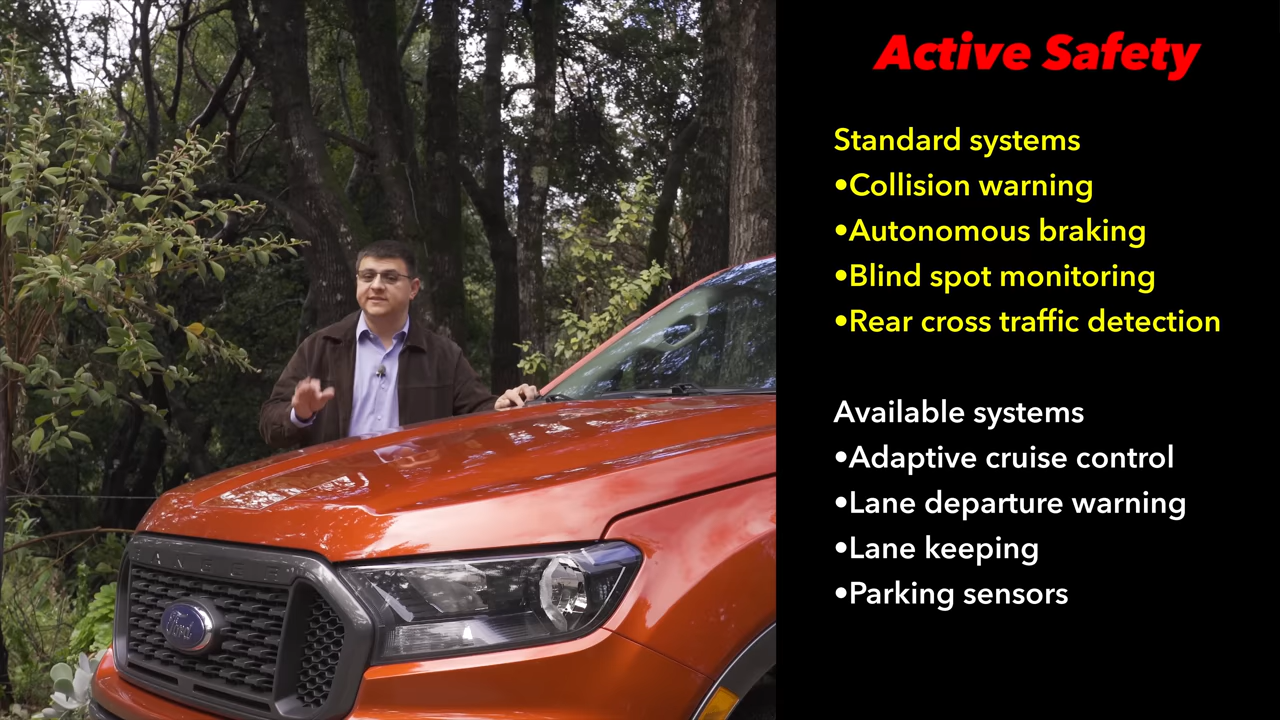 Active Safety
Standard systems
•Collision warning
•Autonomous braking
•Blind spot monitoring
•Rear cross traffic detection
Available systems
•Adaptive cruise control
•Lane departure warning
•Lane keeping
•Parking sensors
Ford